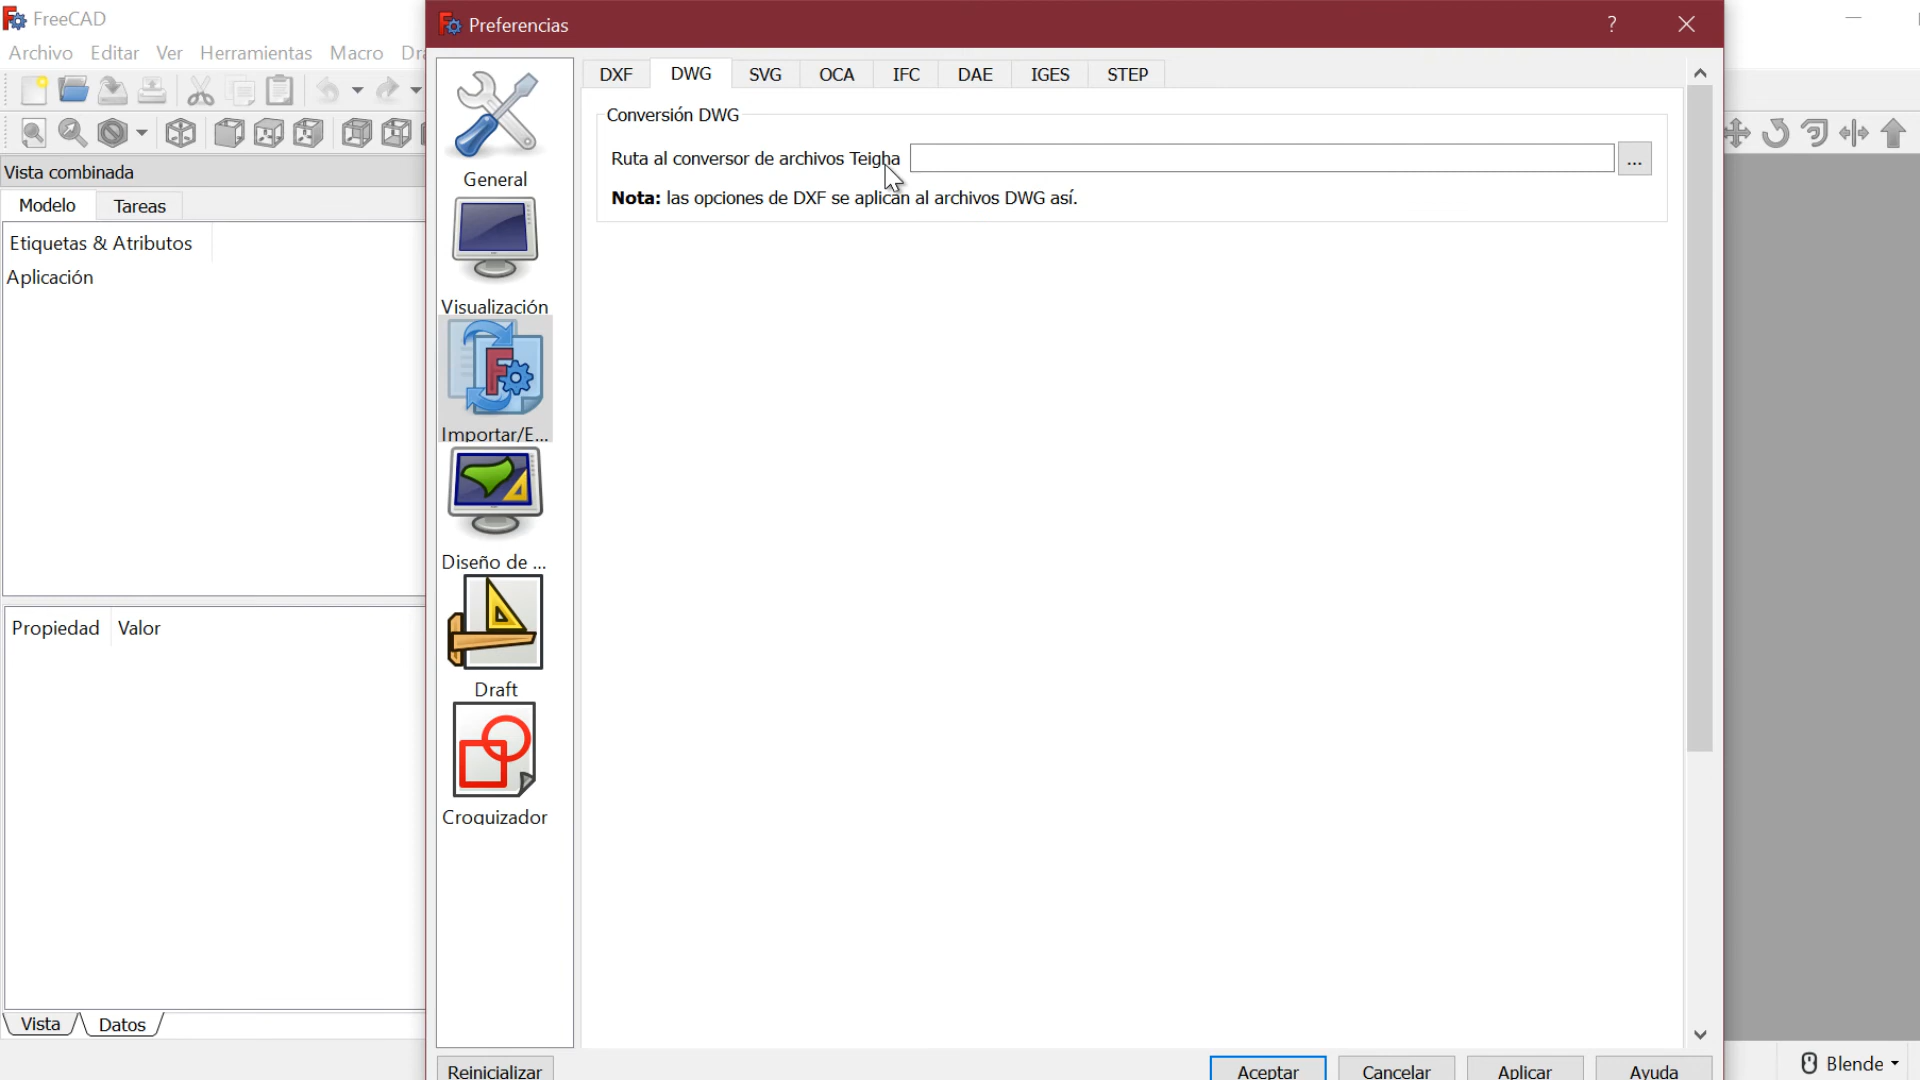 FreeCAD
Preferencias
?
Archivo Editar Ver Herramientas Macro
DXF DWG SVG OCA IFC DAE IGES STEP
Conversión DWG
Ruta al conversor de archivos Teigha
...
Nota: las opciones de DXF se aplican al archivos DWG así.
Vista combinada
Modelo Tareas
Etiquetas & Atributos
Aplicación
General
Visualización
Importar/E...
Diseño de ...
Draft
Croquizador
Propiedad Valor
Vista Datos
Reinicializar Aceptar Cancelar Aplicar Ayuda
Blende